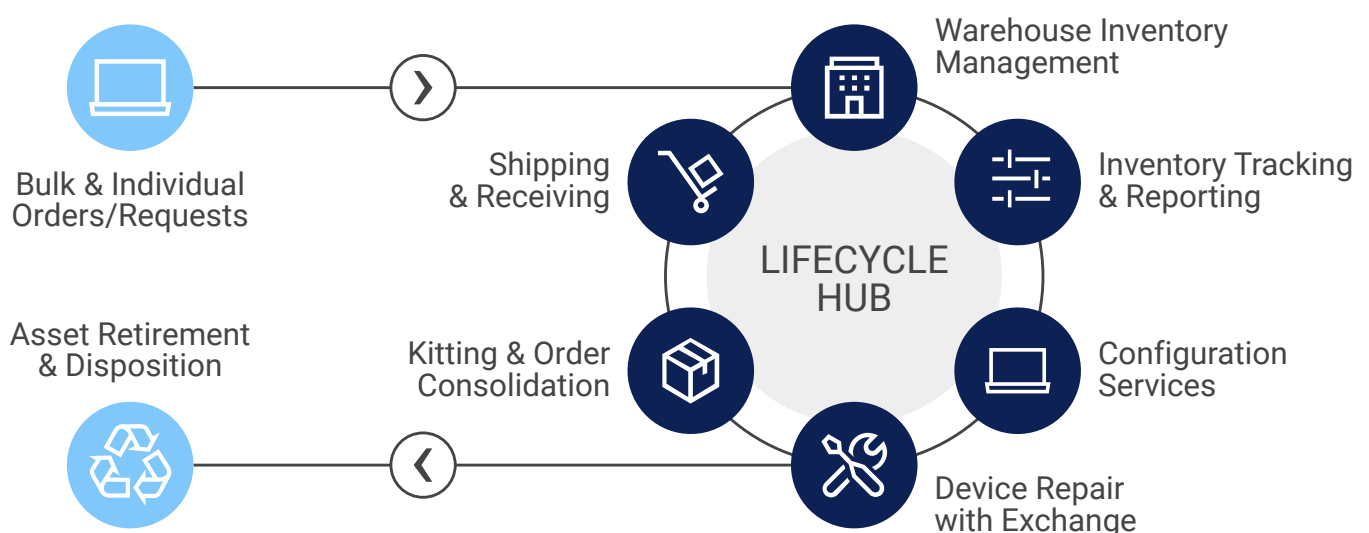 Warehouse Inventory
Management
Bulk & Individual
Orders/Requests
Shipping
& Receiving
Inventory Tracking
& Reporting
LIFECYCLE
HUB
Asset Retirement
& Disposition
Kitting & Order
Consolidation
Configuration
Services
Device Repair
with Exchange